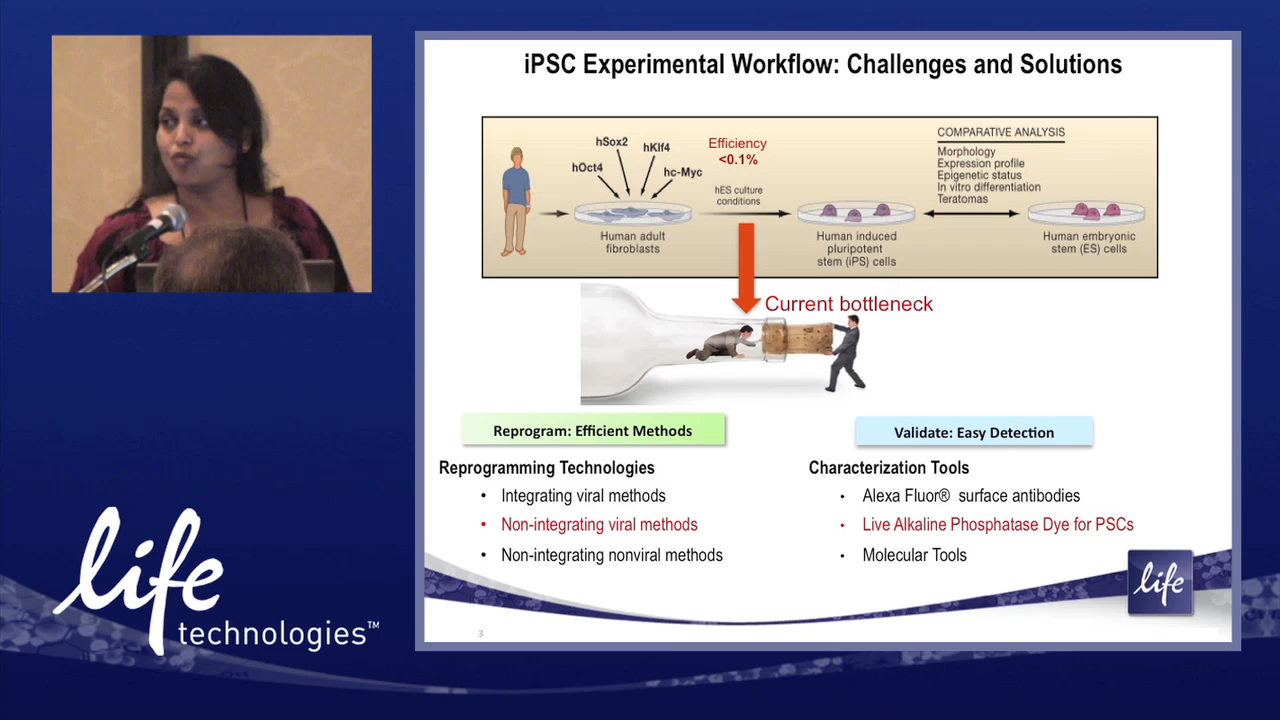 iPSC Experimental Workflow: Challenges and Solutions
hSox2
hKlf4
hOct4
hc-Myc
Efficiency
<0.1%
hES culture
conditions
COMPARATIVE ANALYSIS
Morphology
Expression profile
Epigenetic status
In vitro differentiation
Teratomas
Human adult
fibroblasts
Human induced
pluripotent
stem (iPS) cells
Human embryonic
stem (ES) cells
Current bottleneck
Reprogram: Efficient Methods
Validate: Easy Detection
Reprogramming Technologies
• Integrating viral methods
• Non-integrating viral methods
• Non-integrating nonviral methods
Characterization Tools
• Alexa Fluor® surface antibodies
• Live Alkaline Phosphatase Dye for PSCs
• Molecular Tools
life
3
life
technologies™